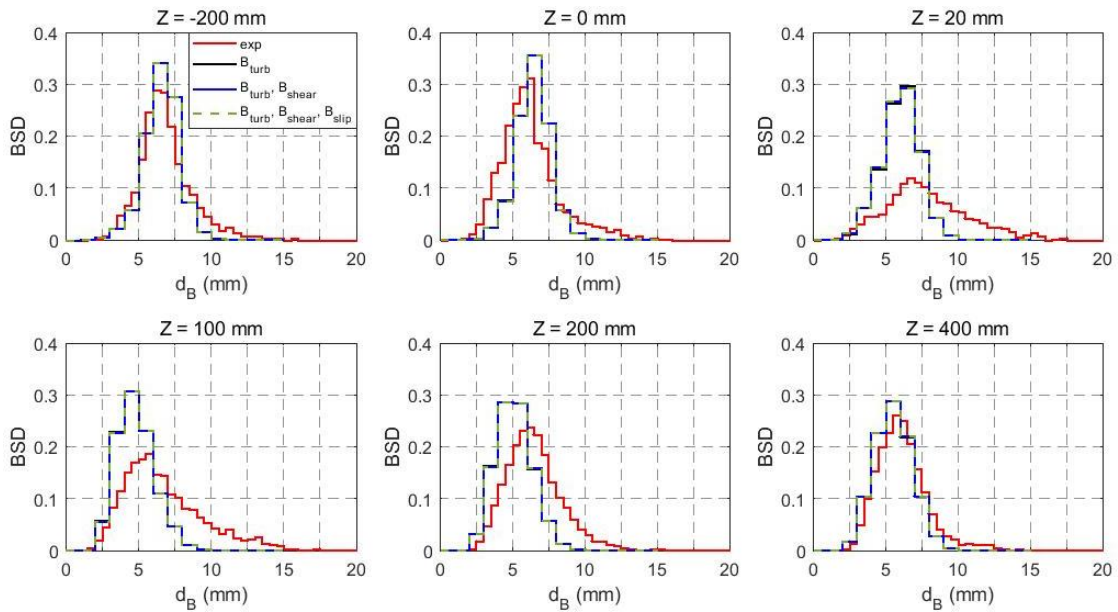 Z = -200 mm
0.4
0.3
0.2
0.1
0
BSD
exp
B_turb
B_turb, B_shear
B_turb, B_shear, B_slip
0 5 10 15 20
d_B (mm)
Z = 0 mm
0.4
0.3
0.2
0.1
0
BSD
0 5 10 15 20
d_B (mm)
Z = 20 mm
0.4
0.3
0.2
0.1
0
BSD
0 5 10 15 20
d_B (mm)
Z = 100 mm
0.4
0.3
0.2
0.1
0
BSD
0 5 10 15 20
d_B (mm)
Z = 200 mm
0.4
0.3
0.2
0.1
0
BSD
0 5 10 15 20
d_B (mm)
Z = 400 mm
0.4
0.3
0.2
0.1
0
BSD
0 5 10 15 20
d_B (mm)